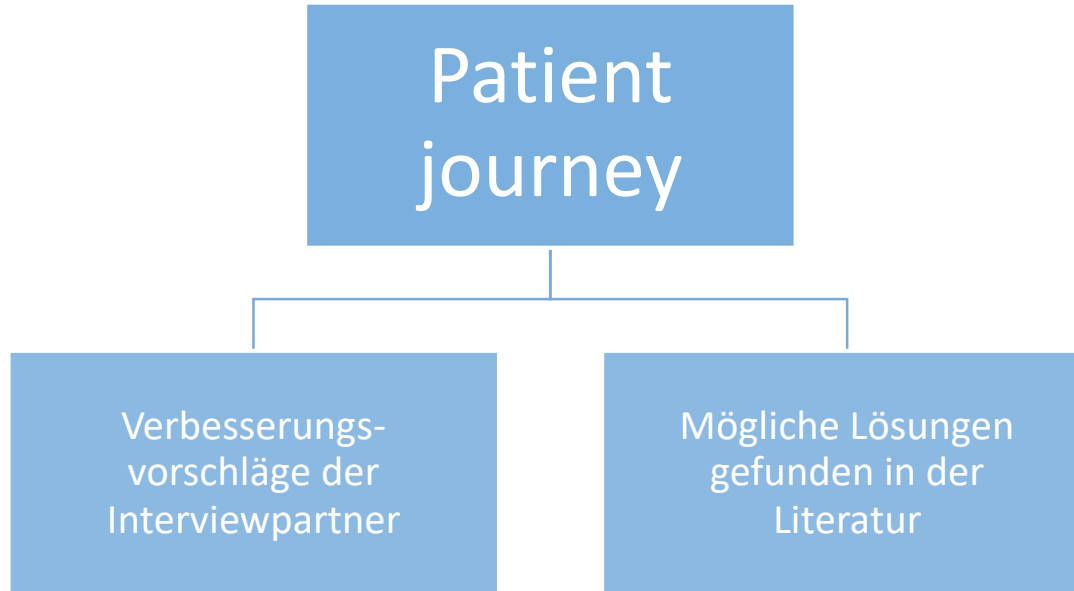 Patient
journey
Verbesserungs-
vorschläge der
Interviewpartner
Mögliche Lösungen
gefunden in der
Literatur